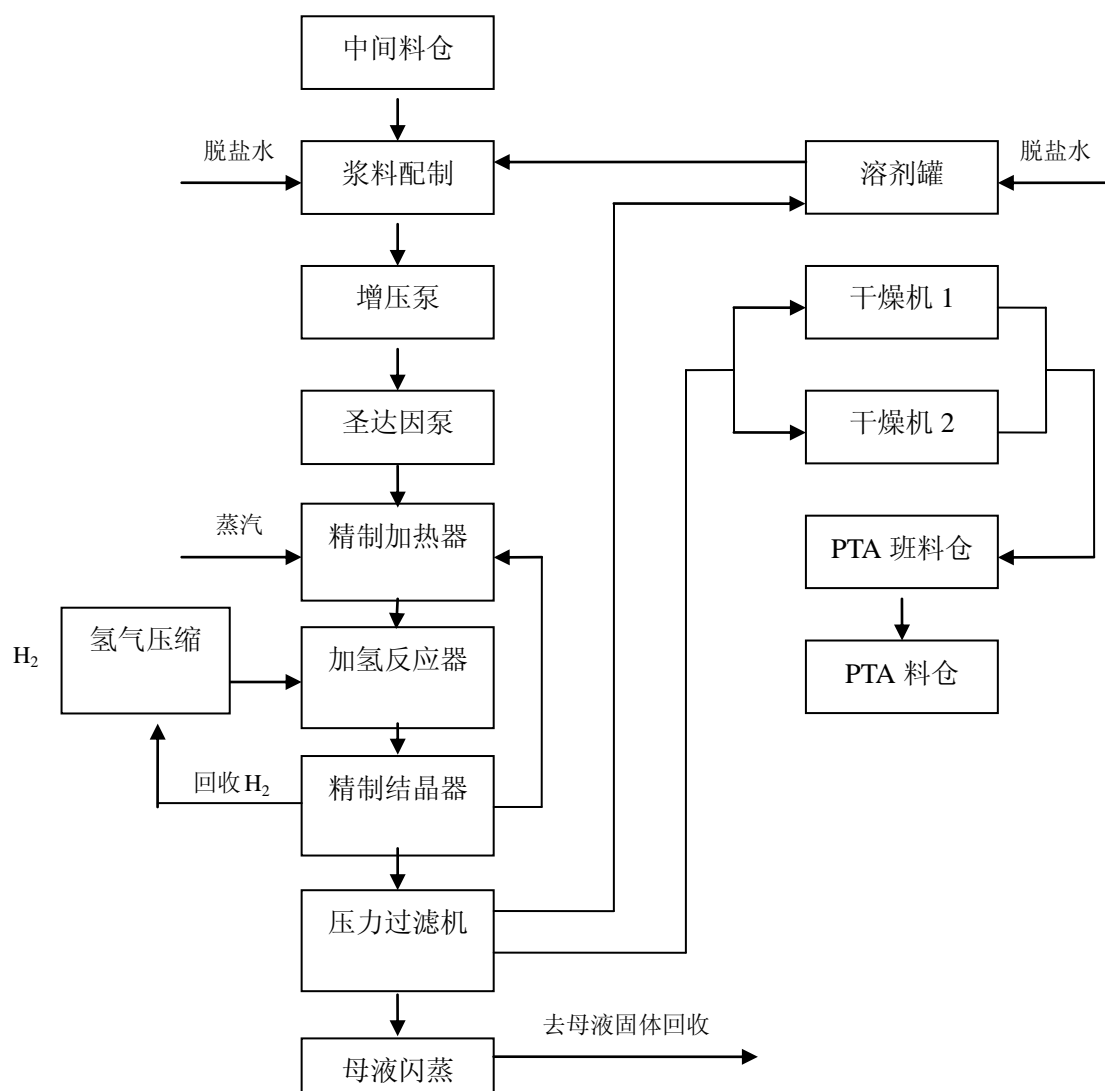 中间料仓
脱盐水
浆料配制
溶剂罐
脱盐水
增压泵
干燥机 1
圣达因泵
干燥机 2
蒸汽
精制加热器
PTA 班料仓
H₂
氢气压缩
加氢反应器
PTA 料仓
回收 H₂
精制结晶器
压力过滤机
去母液固体回收
母液闪蒸